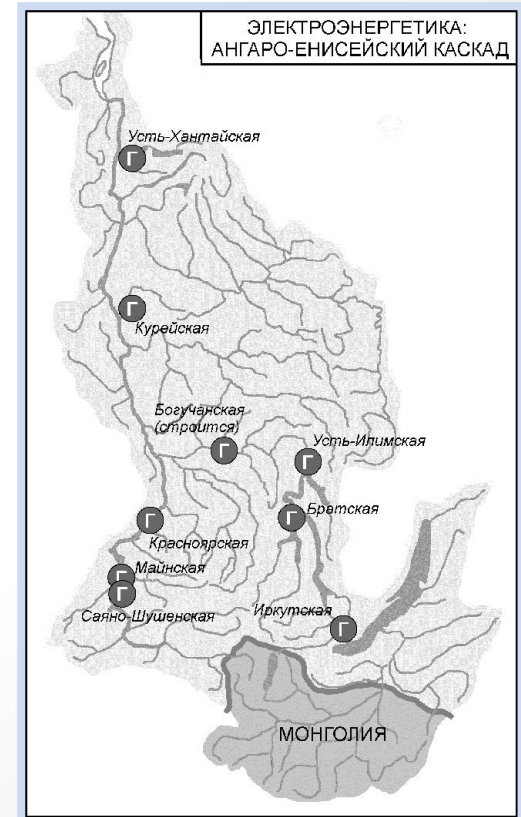 ЭЛЕКТРОЭНЕРГЕТИКА:
АНГАРО-ЕНИСЕЙСКИЙ КАСКАД
Усть-Хантайская
Г
Г
Курейская
Богучанская
(строится)
Г
Усть-Илимская
Г
Г
Братская
Г
Красноярская
Майнская
Г
Г
Саяно-Шушенская
Иркутская
Г
МОНГОЛИЯ